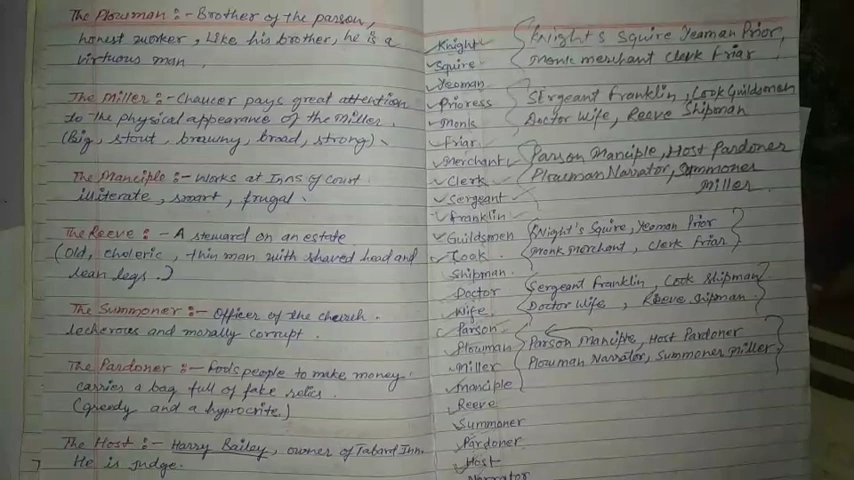 The Plowman :- Brother of the parson,
honest worker, Like his brother, he is a
virtuous man.
The Miller :- Chaucer pays great attention
to the physical appearance of the miller.
(Big, stout, brawny, broad, strong).
The Manciple :- Works at Inns of court
illiterate, smart, frugal.
The Reeve :- A steward on an estate
(Old, choleric, thin man with shaved head and
lean legs.)
The Summoner :- Officer of the church.
lecherous and morally corrupt.
The Pardoner :- Fools people to make money.
carries a bag full of fake relics.
(greedy and a hypocrite)
The Host :- Harry Bailey, owner of Tabard Inn.
He is judge.
Knight
Squire
Yeoman
Prioress
Monk
Friar
Merchant
Clerk
Sergeant
Franklin
Guildsmen
Cook
Shipman
Doctor
Wife
Parson
Plowman
Miller
Manciple
Reeve
Summoner
Pardoner
Host
Narrator
Knight's Squire Yeoman Prior,
Monk merchant Clerk Friar
Sergeant Franklin, Cook Guildsmen
Doctor Wife, Reeve Shipman
Parson Manciple, Host Pardoner
Plowman Narrator, Summoner
Miller
Knight's Squire, Yeoman Prior
Monk Merchant, Clerk Friar
Sergeant Franklin, Cook Shipman
Doctor Wife, Reeve Shipman
Parson Manciple, Host Pardoner
Plowman Narrator, Summoner Miller